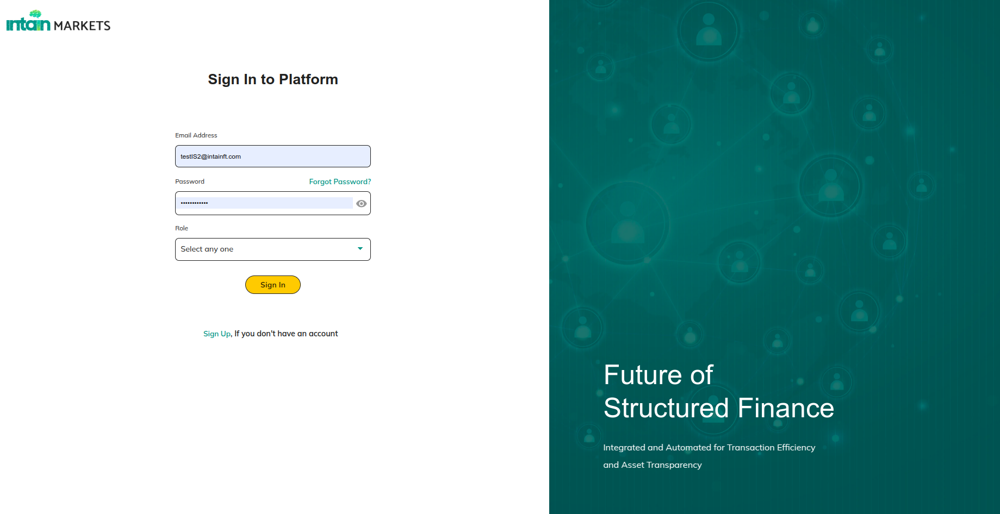 intain MARKETS
Sign In to Platform
Email Address
testIS2@intainft.com
Password Forgot Password?
••••••••••••
Role
Select any one
Sign In
Sign Up, If you don't have an account
Future of
Structured Finance
Integrated and Automated for Transaction Efficiency
and Asset Transparency